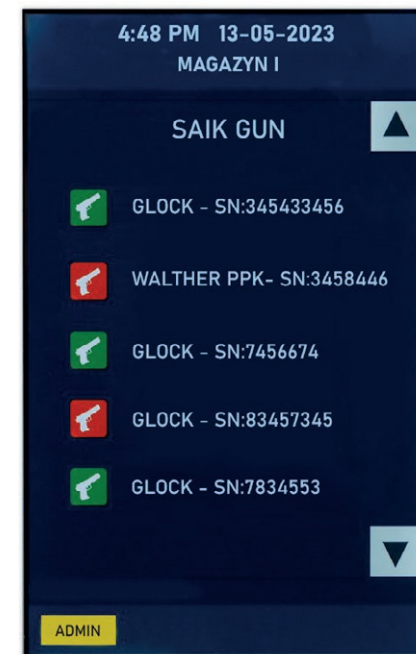 4:48 PM 13-05-2023
MAGAZYN I
SAIK GUN
GLOCK - SN:345433456
WALTHER PPK- SN:3458446
GLOCK - SN:7456674
GLOCK - SN:83457345
GLOCK - SN:7834553
ADMIN